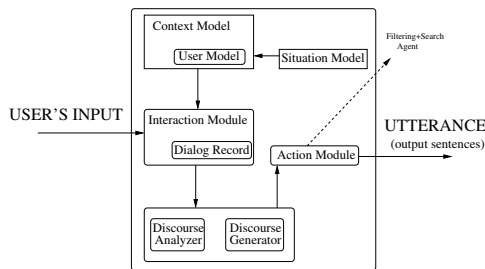 Context Model
User Model
Situation Model
Filtering+Search
Agent
USER'S INPUT
Interaction Module
Dialog Record
Action Module
UTTERANCE
(output sentences)
Discourse
Analyzer
Discourse
Generator